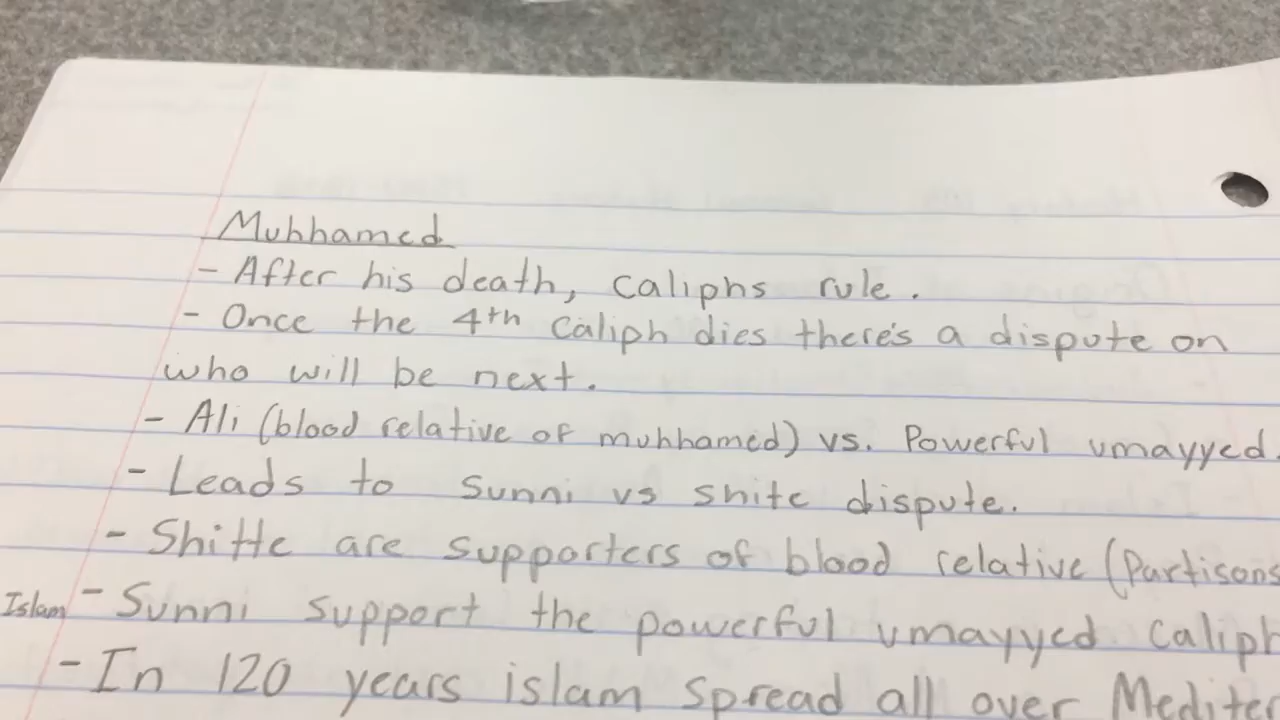 Muhhamed
- After his death, caliphs rule.
- Once the 4th caliph dies there's a dispute on
who will be next.
- Ali (blood relative of muhhamed) vs. Powerful umayyed.
- Leads to Sunni vs shite dispute.
- Shitte are supporters of blood relative (Partisons
Islam - Sunni support the powerful umayyed caliph
- In 120 years islam spread all over Mediter